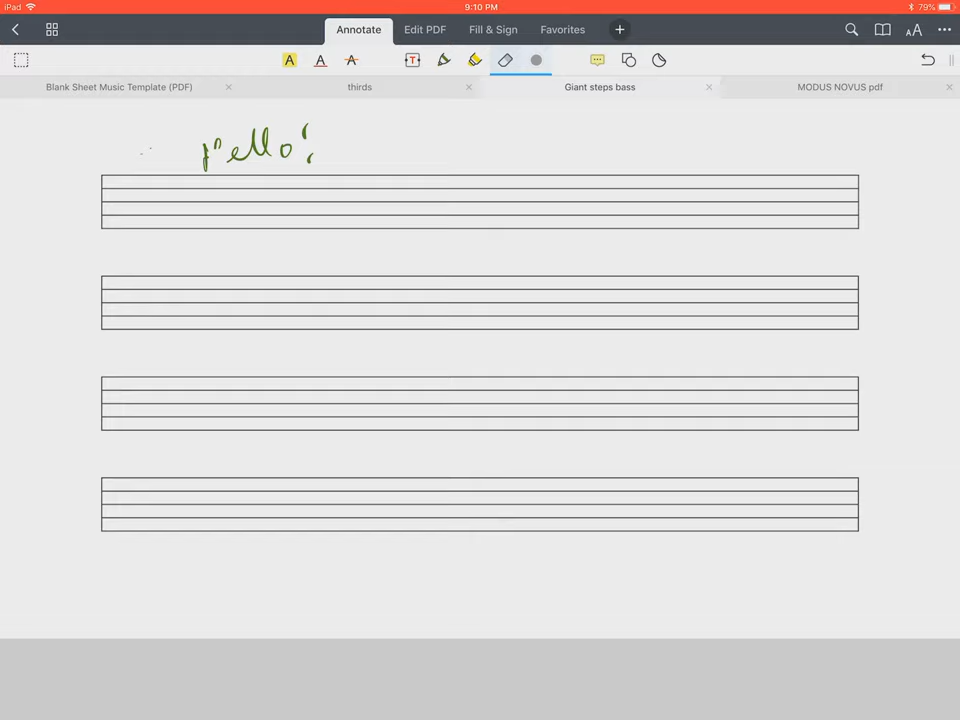 iPad 9:10 PM 79%
Annotate Edit PDF Fill & Sign Favorites AA
A A A T
Blank Sheet Music Template (PDF) thirds Giant steps bass MODUS NOVUS pdf